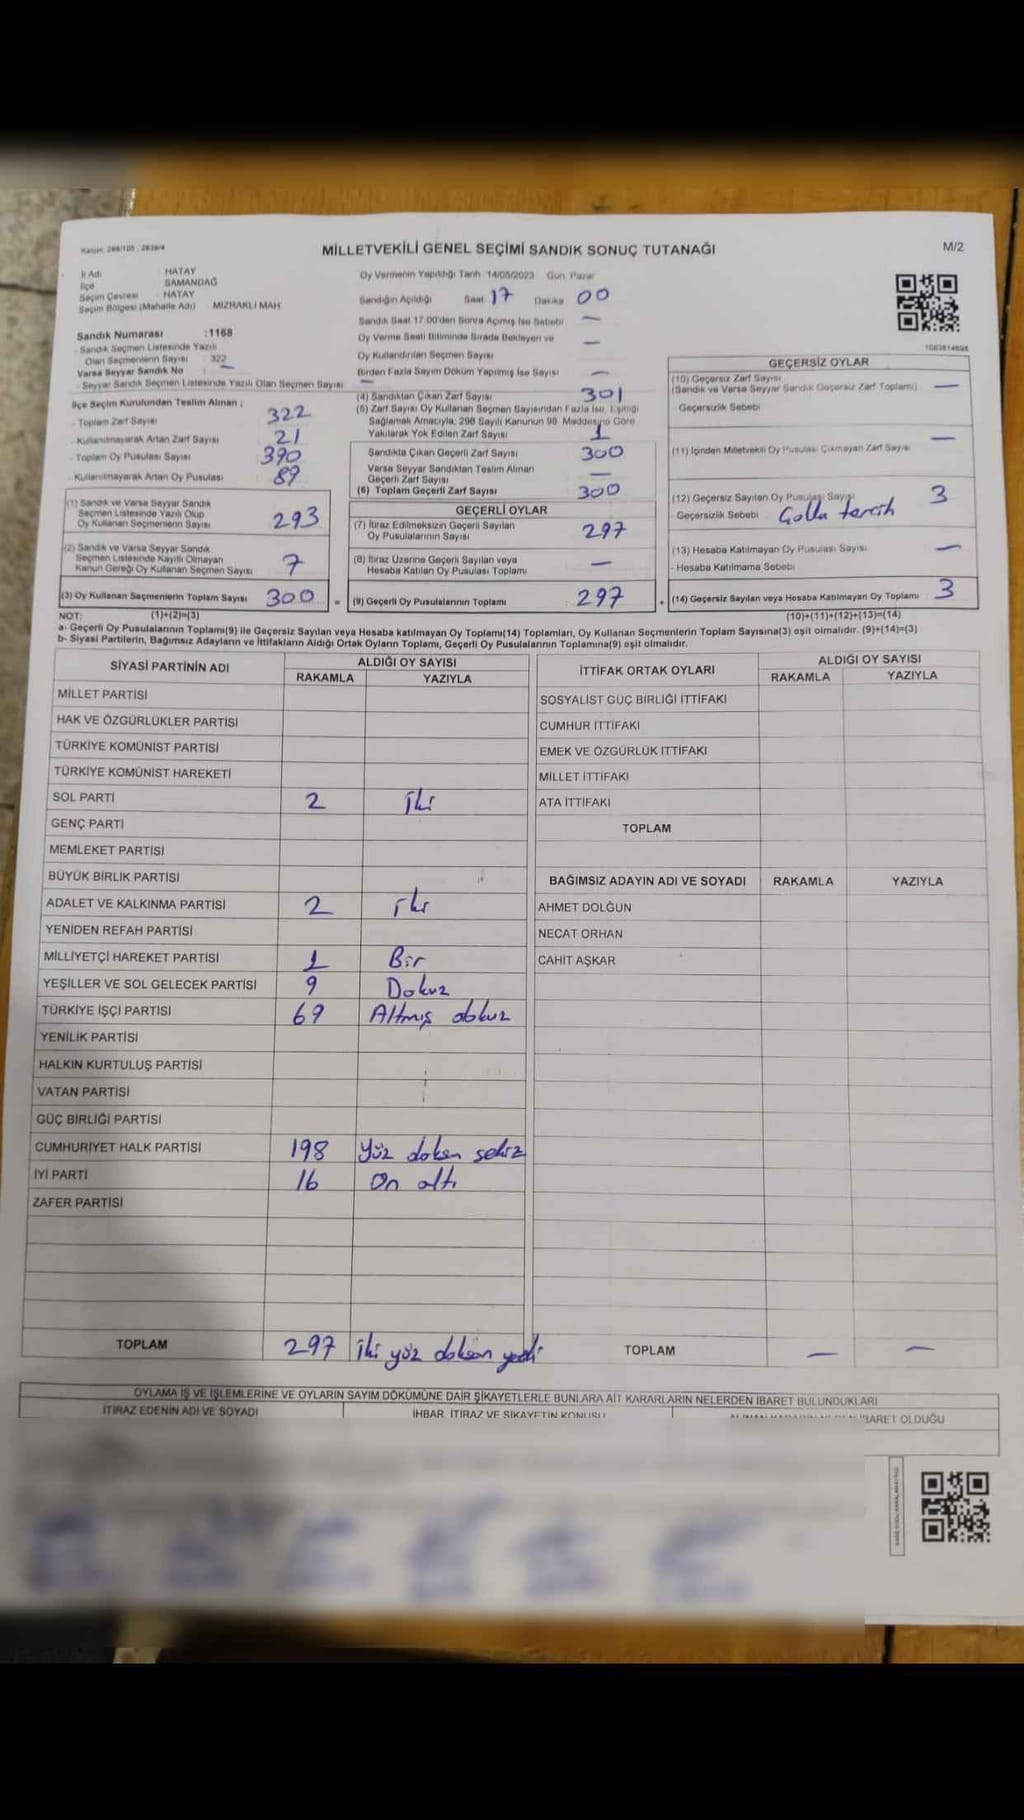 Kanun: 298/105 - 2839/4
MİLLETVEKİLİ GENEL SEÇİMİ SANDIK SONUÇ TUTANAĞI
M/2
İl Adı HATAY
İlçe SAMANDAĞ
Seçim Çevresi HATAY
Seçim Bölgesi (Mahalle Adı) MIZRAKLI MAH.
Sandık Numarası :1168
- Sandık Seçmen Listesinde Yazılı
Olan Seçmenlerin Sayısı : 322
Varsa Seyyar Sandık No : —
- Seyyar Sandık Seçmen Listesinde Yazılı Olan Seçmen Sayısı —
İlçe Seçim Kurulundan Teslim Alınan ;
- Toplam Zarf Sayısı 322
- Kullanılmayarak Artan Zarf Sayısı 21
- Toplam Oy Pusulası Sayısı 390
- Kullanılmayarak Artan Oy Pusulası 89
(1) Sandık ve Varsa Seyyar Sandık
Seçmen Listesinde Yazılı Olup
Oy Kullanan Seçmenlerin Sayısı 293
(2) Sandık ve Varsa Seyyar Sandık
Seçmen Listesinde Kayıtlı Olmayan
Kanun Gereği Oy Kullanan Seçmen Sayısı 7
(3) Oy Kullanan Seçmenlerin Toplam Sayısı 300 =
Oy Vermenin Yapıldığı Tarih :14/05/2023 Gün: Pazar
Sandığın Açıldığı Saat 17 Dakika 00
Sandık Saat 17:00'den Sonra Açılmış İse Sebebi —
Oy Verme Saati Bitiminde Sırada Bekleyen ve
Oy Kullandırılan Seçmen Sayısı —
Birden Fazla Sayım Döküm Yapılmış İse Sayısı —
(4) Sandıktan Çıkan Zarf Sayısı 301
(5) Zarf Sayısı Oy Kullanan Seçmen Sayısından Fazla İse, Eşitliği
Sağlamak Amacıyla, 298 Sayılı Kanunun 98. Maddesine Göre
Yakılarak Yok Edilen Zarf Sayısı 1
Sandıkta Çıkan Geçerli Zarf Sayısı 300
Varsa Seyyar Sandıktan Teslim Alınan
Geçerli Zarf Sayısı —
(6) Toplam Geçerli Zarf Sayısı 300
GEÇERLİ OYLAR
(7) İtiraz Edilmeksizin Geçerli Sayılan
Oy Pusulalarının Sayısı 297
(8) İtiraz Üzerine Geçerli Sayılan veya
Hesaba Katılan Oy Pusulası Toplamı —
(9) Geçerli Oy Pusulalarının Toplamı 297 +
GEÇERSİZ OYLAR
(10) Geçersiz Zarf Sayısı
(Sandık ve Varsa Seyyar Sandık Geçersiz Zarf Toplamı) —
- Geçersizlik Sebebi
(11) İçinden Milletvekili Oy Pusulası Çıkmayan Zarf Sayısı —
(12) Geçersiz Sayılan Oy Pusulası Sayısı 3
- Geçersizlik Sebebi Çoklu tercih
(13) Hesaba Katılmayan Oy Pusulası Sayısı —
- Hesaba Katılmama Sebebi
(14) Geçersiz Sayılan veya Hesaba Katılmayan Oy Toplamı 3
NOT: (1)+(2)=(3) (10)+(11)+(12)+(13)=(14)
a- Geçerli Oy Pusulalarının Toplamı(9) ile Geçersiz Sayılan veya Hesaba katılmayan Oy Toplamı(14) Toplamları, Oy Kullanan Seçmenlerin Toplam Sayısına(3) eşit olmalıdır. (9)+(14)=(3)
b- Siyasi Partilerin, Bağımsız Adayların ve İttifakların Aldığı Ortak Oyların Toplamı, Geçerli Oy Pusulalarının Toplamına(9) eşit olmalıdır.
SİYASİ PARTİNİN ADI ALDIĞI OY SAYISI
RAKAMLA YAZIYLA
MİLLET PARTİSİ
HAK VE ÖZGÜRLÜKLER PARTİSİ
TÜRKİYE KOMÜNİST PARTİSİ
TÜRKİYE KOMÜNİST HAREKETİ
SOL PARTİ 2 İki
GENÇ PARTİ
MEMLEKET PARTİSİ
BÜYÜK BİRLİK PARTİSİ
ADALET VE KALKINMA PARTİSİ 2 iki
YENİDEN REFAH PARTİSİ
MİLLİYETÇİ HAREKET PARTİSİ 1 Bir
YEŞİLLER VE SOL GELECEK PARTİSİ 9 Dokuz
TÜRKİYE İŞÇİ PARTİSİ 69 Altmış dokuz
YENİLİK PARTİSİ
HALKIN KURTULUŞ PARTİSİ
VATAN PARTİSİ
GÜÇ BİRLİĞİ PARTİSİ
CUMHURİYET HALK PARTİSİ 198 Yüz doksan sekiz
İYİ PARTİ 16 On altı
ZAFER PARTİSİ
TOPLAM 297 İki yüz doksan yedi
İTTİFAK ORTAK OYLARI ALDIĞI OY SAYISI
RAKAMLA YAZIYLA
SOSYALİST GÜÇ BİRLİĞİ İTTİFAKI
CUMHUR İTTİFAKI
EMEK VE ÖZGÜRLÜK İTTİFAKI
MİLLET İTTİFAKI
ATA İTTİFAKI
TOPLAM
BAĞIMSIZ ADAYIN ADI VE SOYADI RAKAMLA YAZIYLA
AHMET DOLĞUN
NECAT ORHAN
CAHİT AŞKAR
TOPLAM — —
OYLAMA İŞ VE İŞLEMLERİNE VE OYLARIN SAYIM DÖKÜMÜNE DAİR ŞİKAYETLERLE BUNLARA AİT KARARLARIN NELERDEN İBARET BULUNDUKLARI
İTİRAZ EDENİN ADI VE SOYADI İHBAR, İTİRAZ VE ŞİKAYETİN KONUSU İBARET OLDUĞU